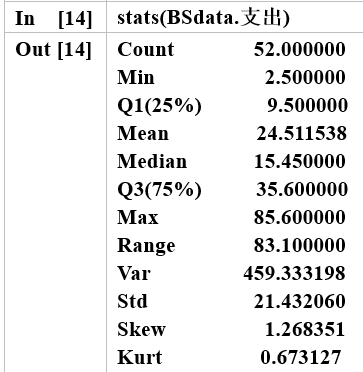 In [14] stats(BSdata.支出)
Out [14] Count 52.000000
Min 2.500000
Q1(25%) 9.500000
Mean 24.511538
Median 15.450000
Q3(75%) 35.600000
Max 85.600000
Range 83.100000
Var 459.333198
Std 21.432060
Skew 1.268351
Kurt 0.673127